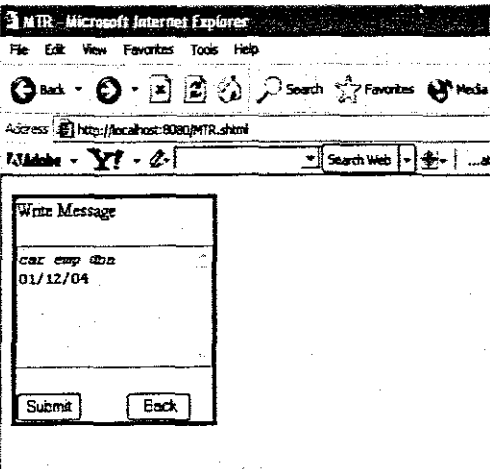 MTR - Microsoft Internet Explorer
File Edit View Favorites Tools Help
Back Search Favorites Media
Address http://localhost:8080/MTR.shtml
Adobe Y! Search Web
Write Message
car emp dbn
01/12/04
Submit Back